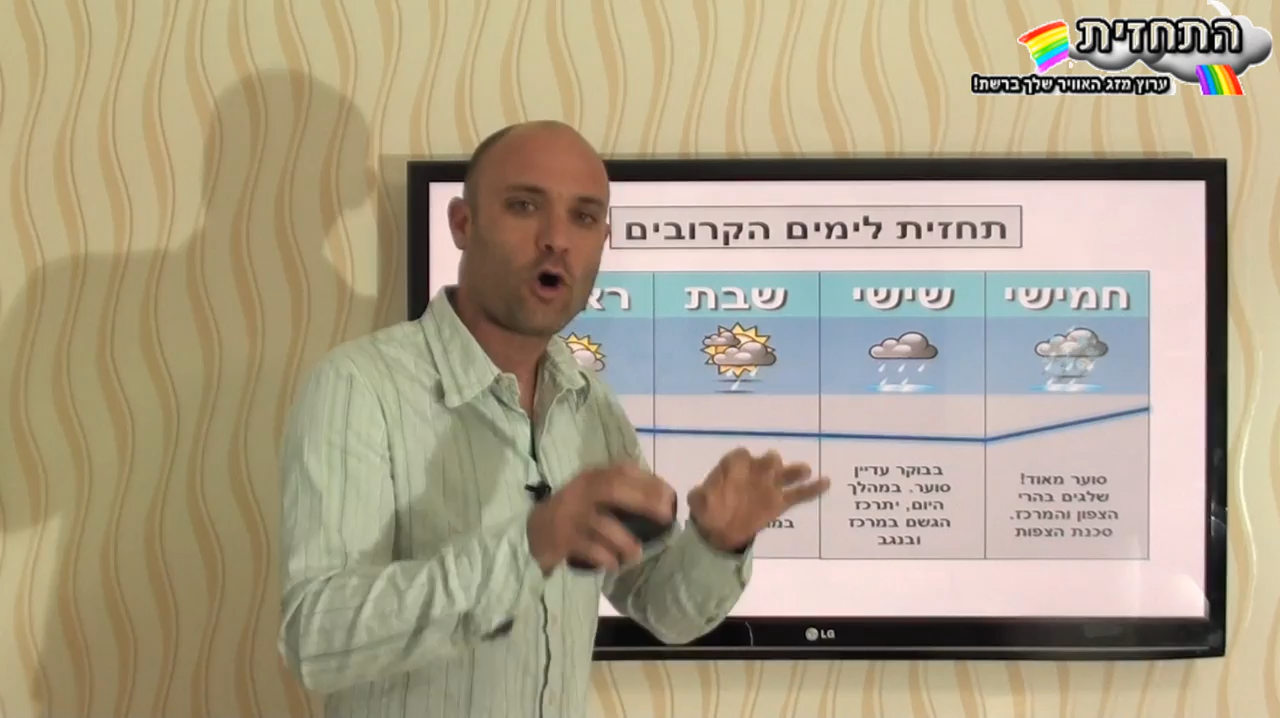 התחזית
ערוץ מזג האוויר שלך ברשת!
תחזית לימים הקרובים
חמישי
שישי
שבת
סוער מאוד!
שלגים בהרי
הצפון והמרכז.
סכנת הצפות
בבוקר עדיין
סוער. במהלך
היום, יתרכז
הגשם במרכז
ובנגב
LG